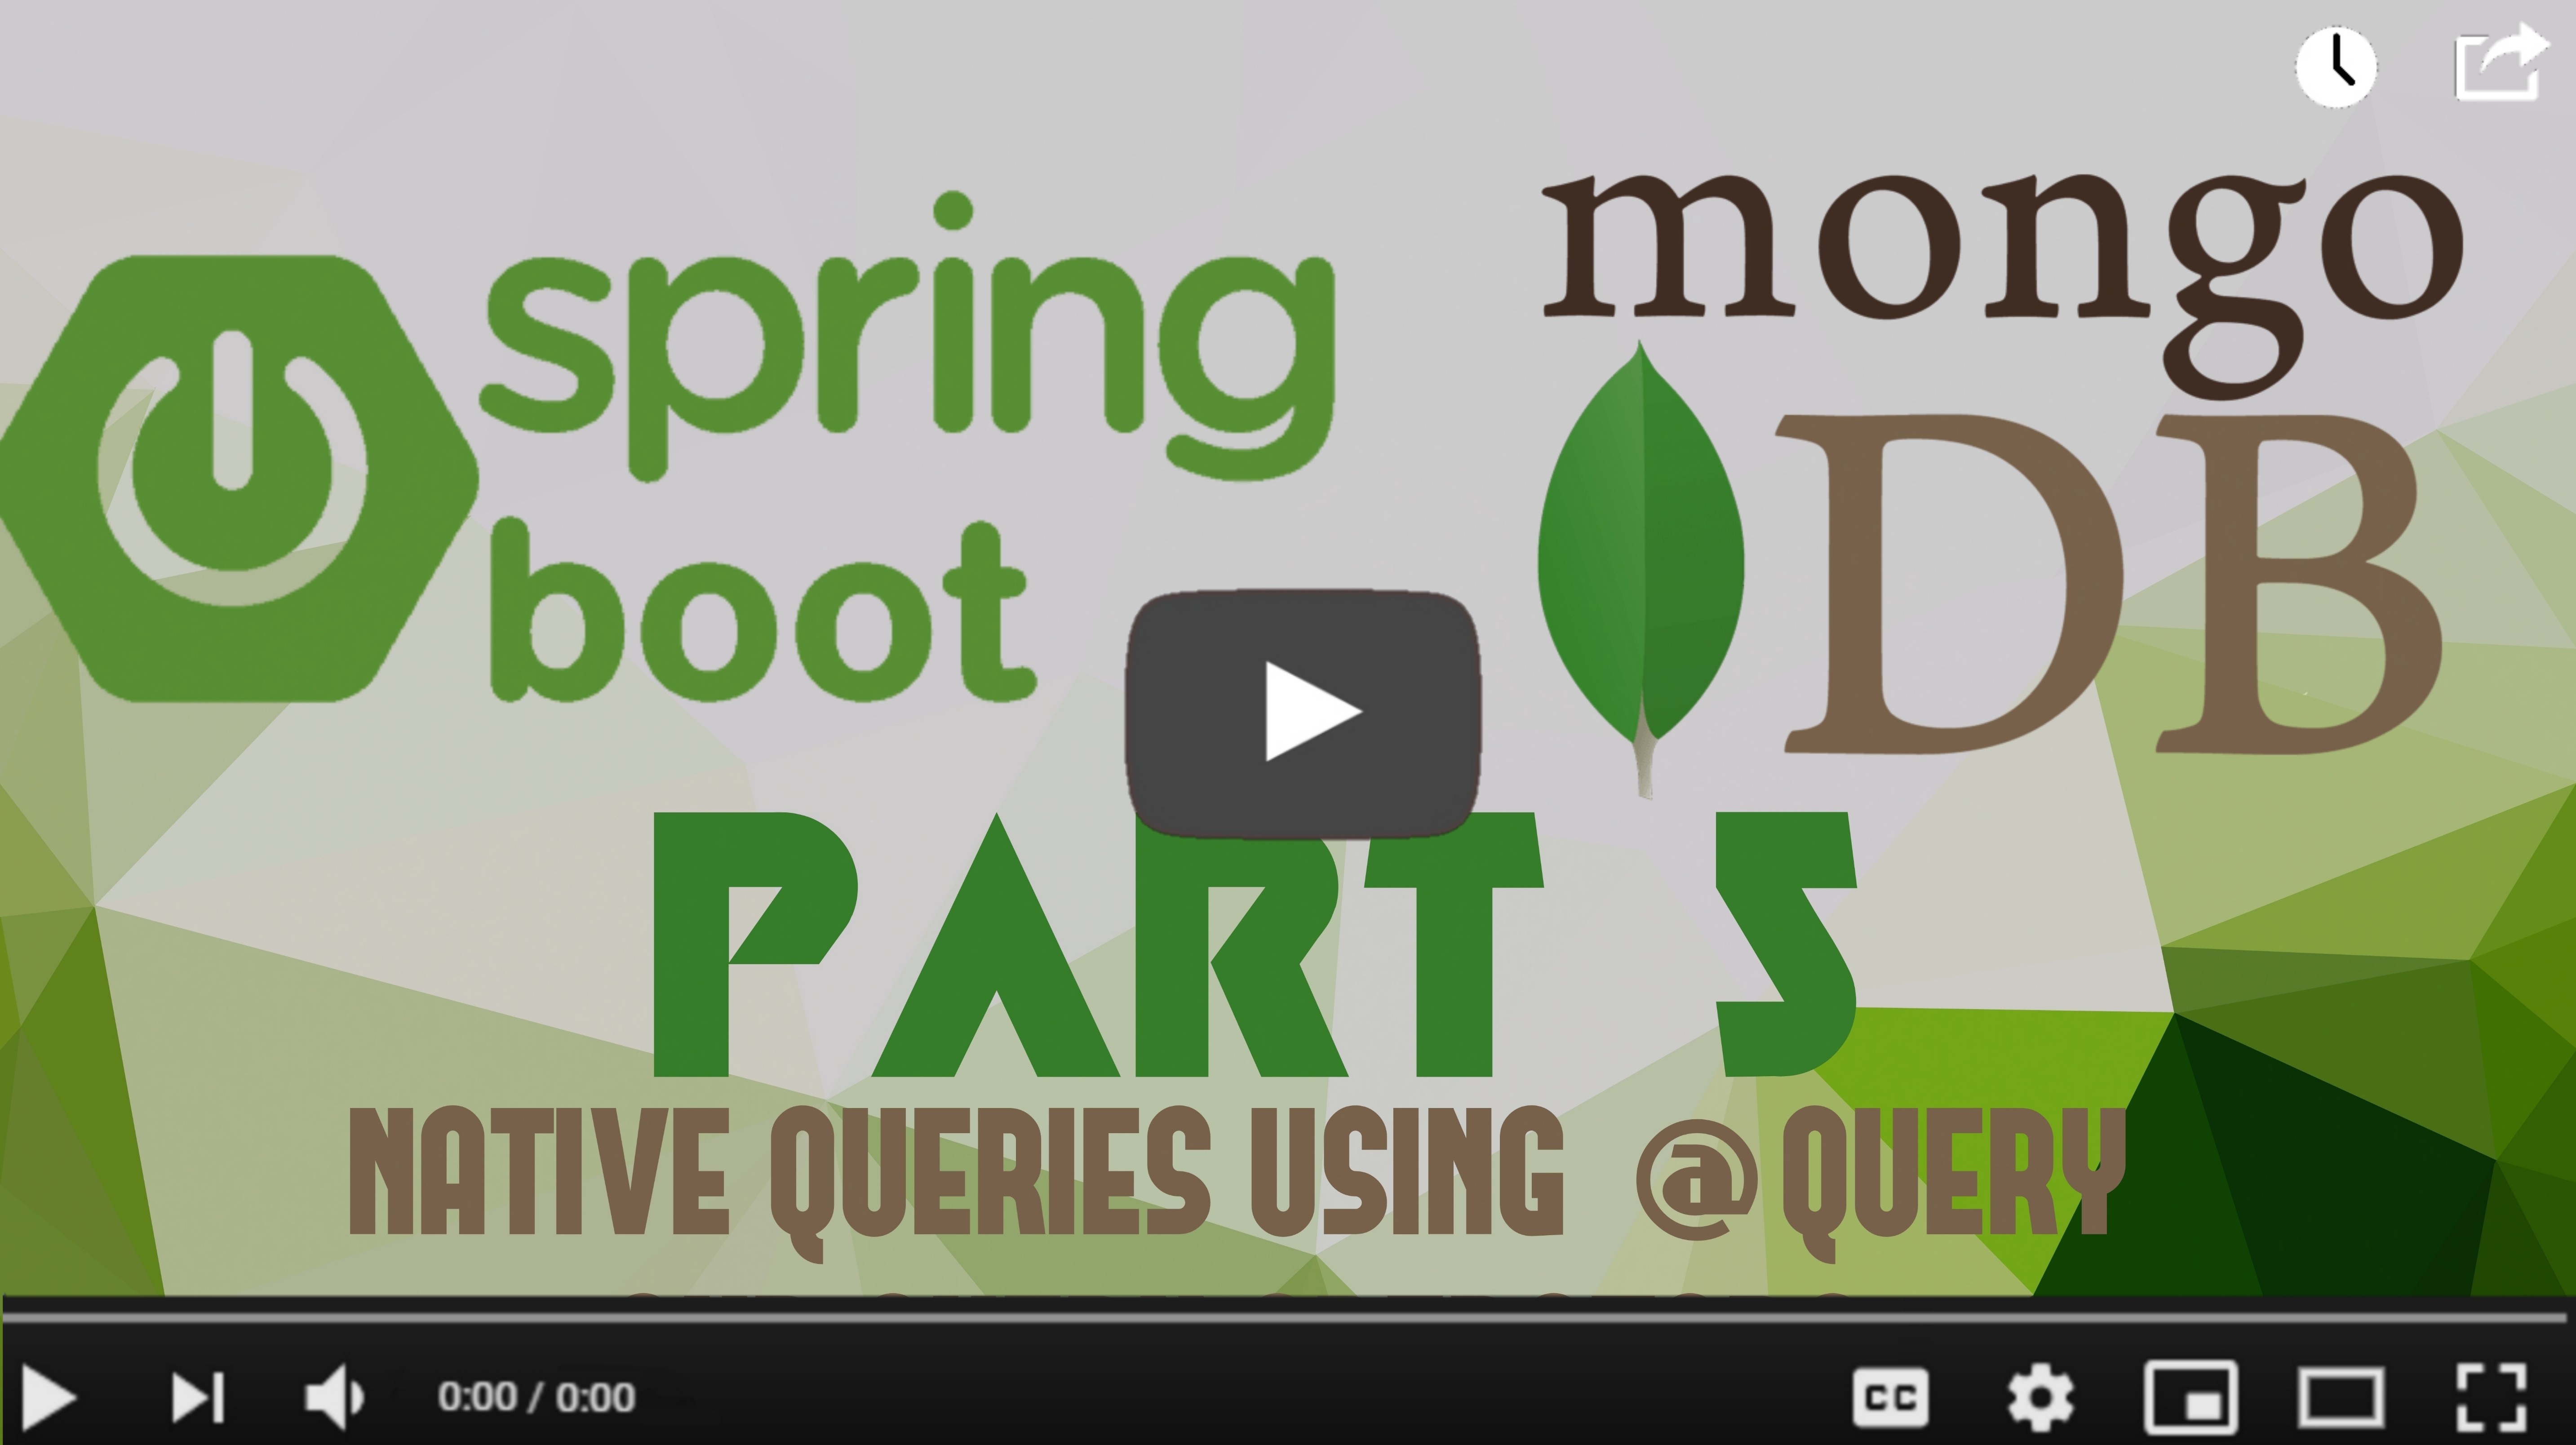 spring
boot
mongo
DB
PART 5
NATIVE QUERIES USING @QUERY
0:00 / 0:00
CC